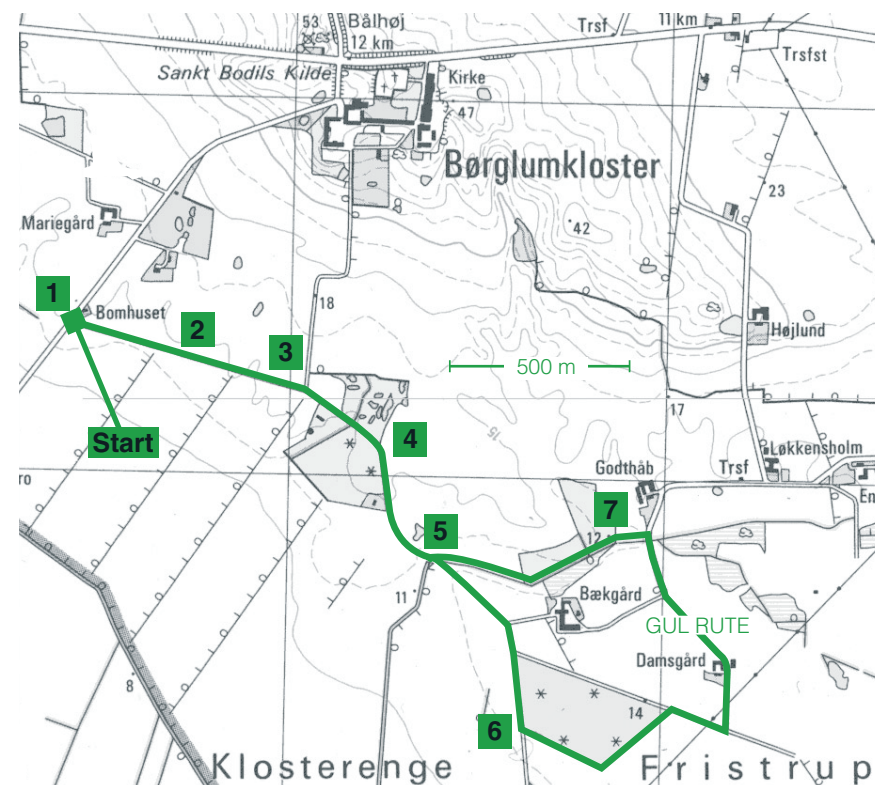 53
Bålhøj
12 km
Trsf
11 km
Trsfst
Sankt Bodils Kilde
Kirke
47
Børglumkloster
23
Mariegård
42
1
Bomhuset
18
2
Højlund
3
500 m
17
Start
4
15
Løkkensholm
Godthåb
Trsf
ro
En
7
5
12
Bækgård
11
GUL RUTE
Damsgård
8
14
6
Klosterenge
Fristrup